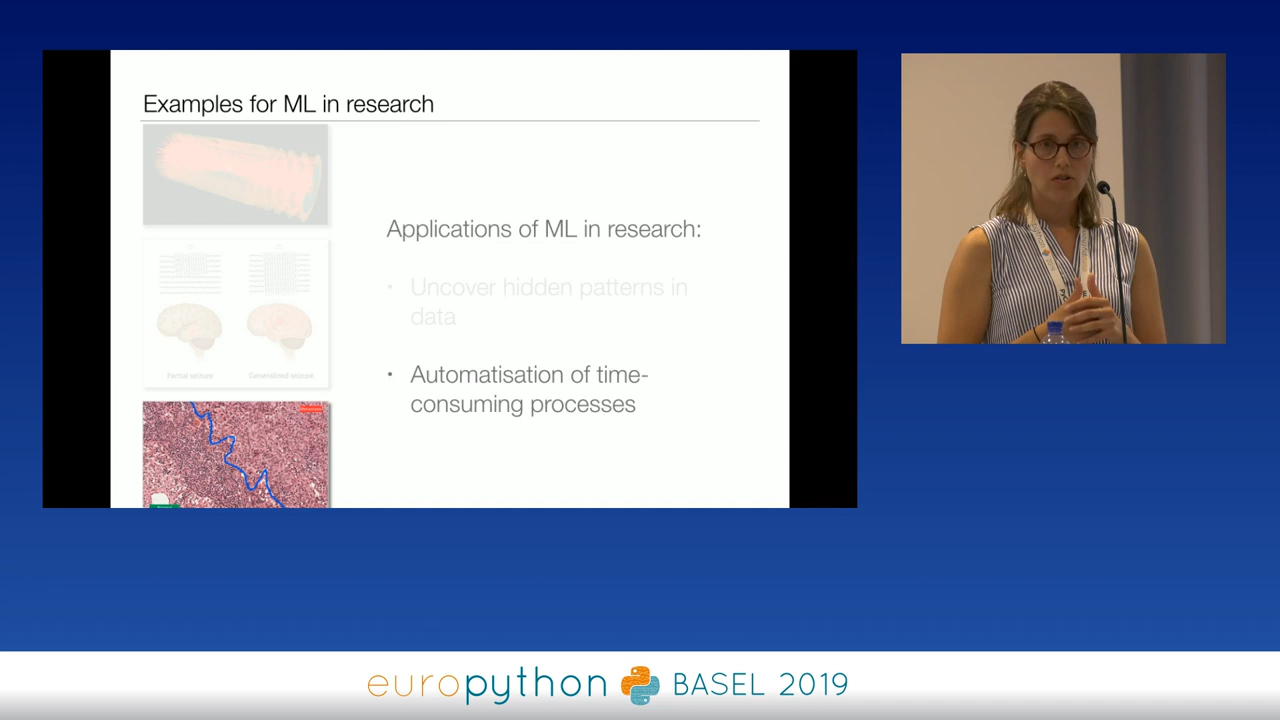 Examples for ML in research
Applications of ML in research:
• Uncover hidden patterns in
data
• Automatisation of time-
consuming processes
Partial seizure
Generalized seizure
europython BASEL 2019